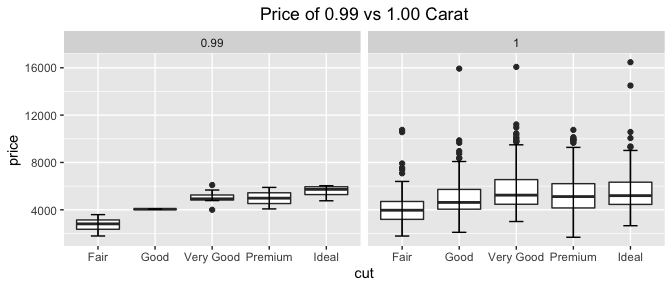 Price of 0.99 vs 1.00 Carat
0.99 1
16000
12000
8000
4000
price
Fair Good Very Good Premium Ideal Fair Good Very Good Premium Ideal
cut